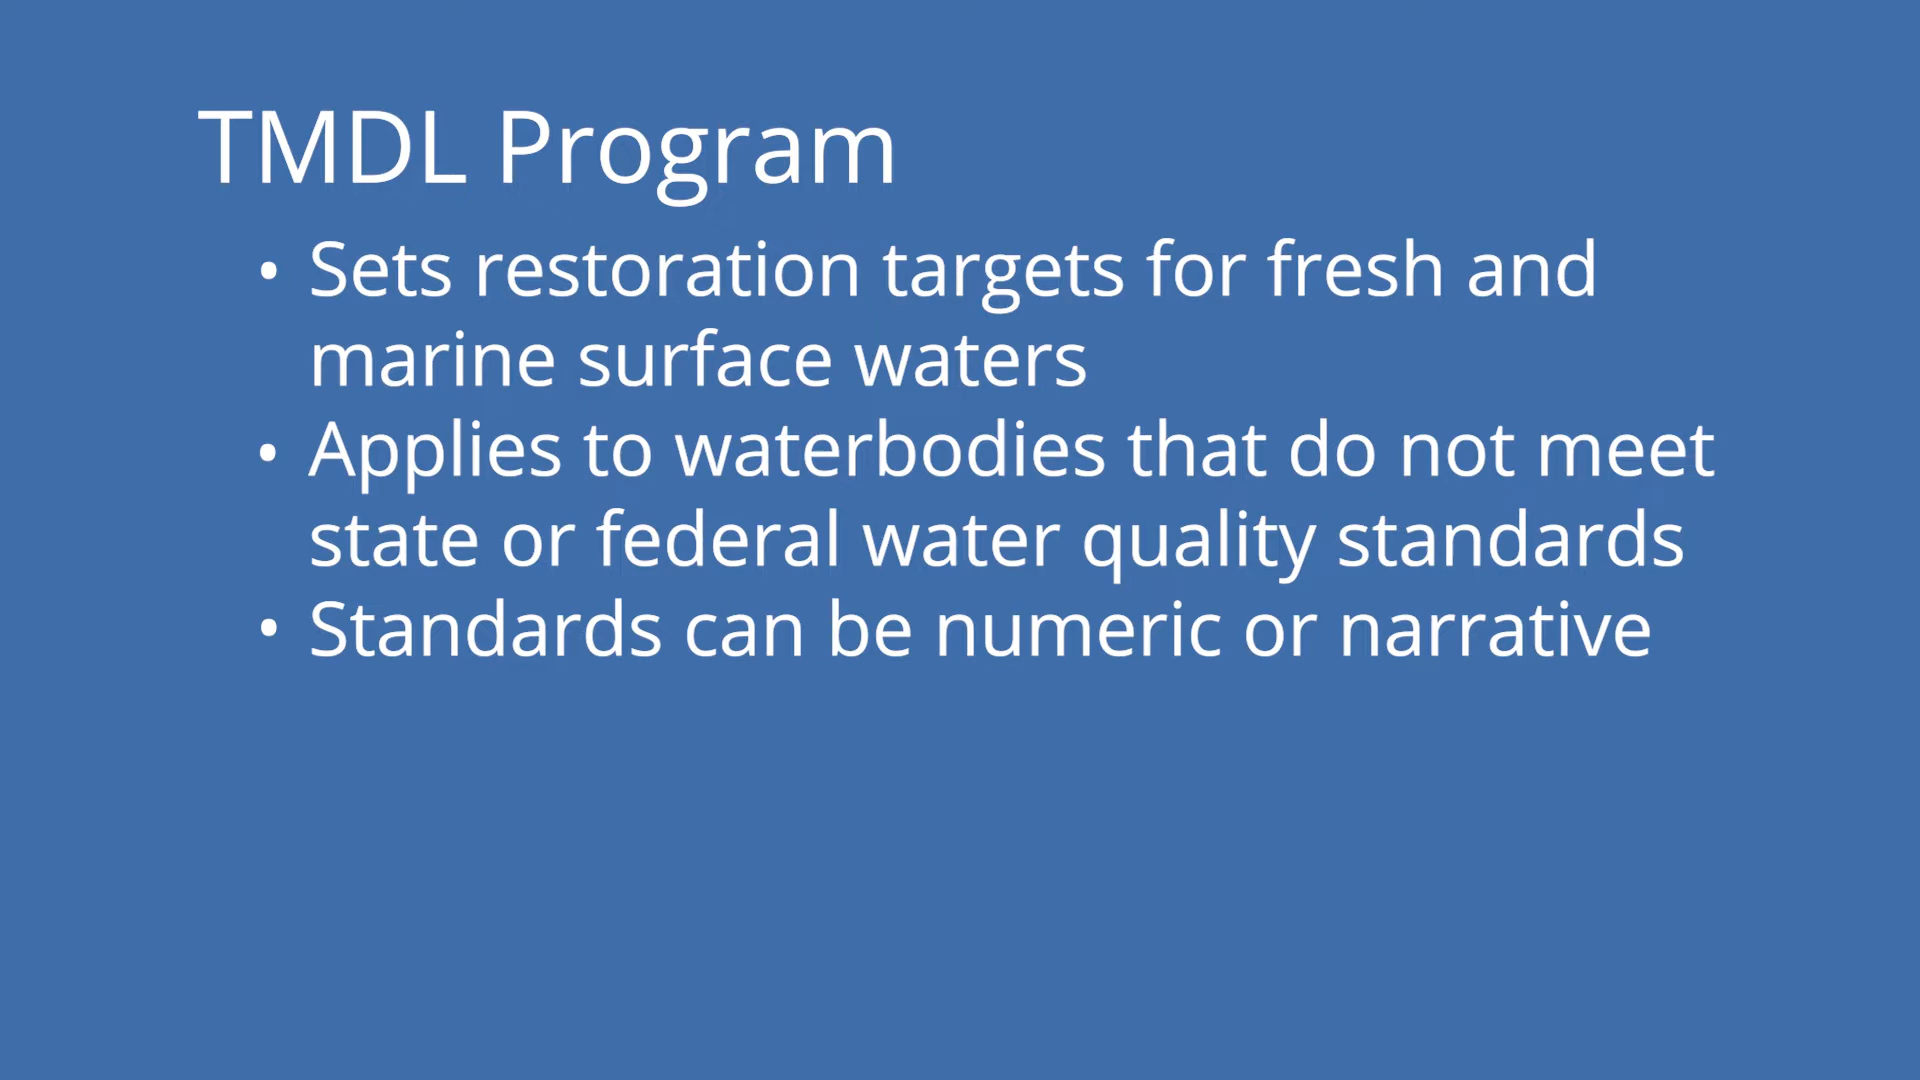 TMDL Program
• Sets restoration targets for fresh and
marine surface waters
• Applies to waterbodies that do not meet
state or federal water quality standards
• Standards can be numeric or narrative